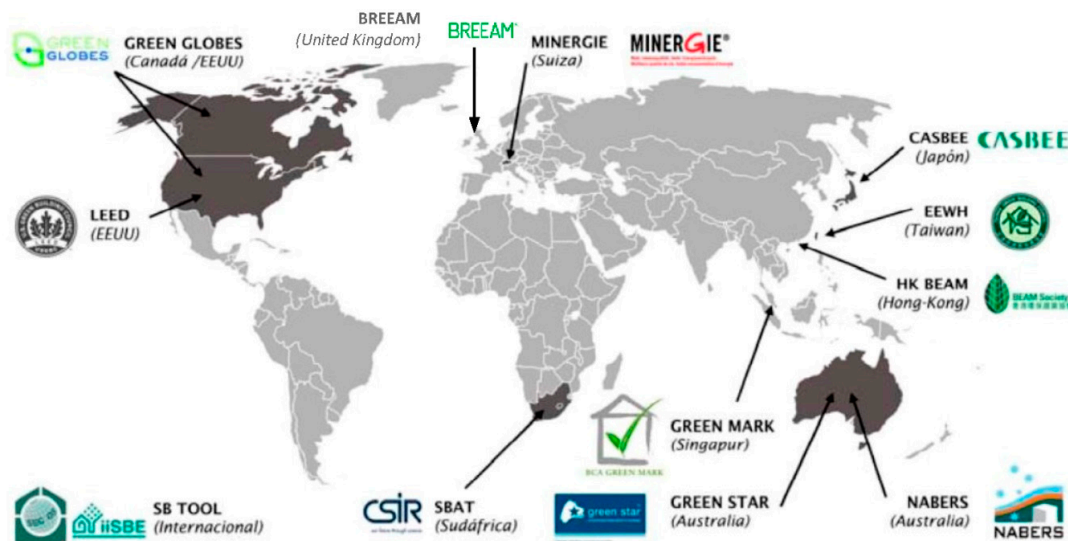 GREEN
GLOBES
GREEN GLOBES
(Canadá /EEUU)
BREEAM
(United Kingdom)
BREEAM®
MINERGIE
(Suiza)
MINERGIE®
CASBEE
(Japón)
CASBEE
LEED
(EEUU)
LEED
EEWH
(Taiwan)
HK BEAM
(Hong-Kong)
BEAM Society
GREEN MARK
(Singapur)
BCA GREEN MARK
SB TOOL
(Internacional)
iiSBE
CSIR
SBAT
(Sudáfrica)
green star
GREEN STAR
(Australia)
NABERS
(Australia)
NABERS